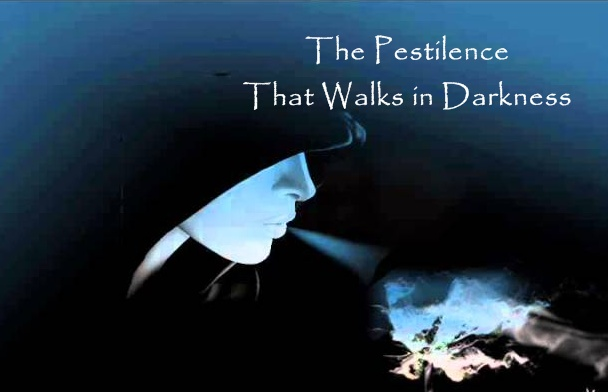 The Pestilence
That Walks in Darkness